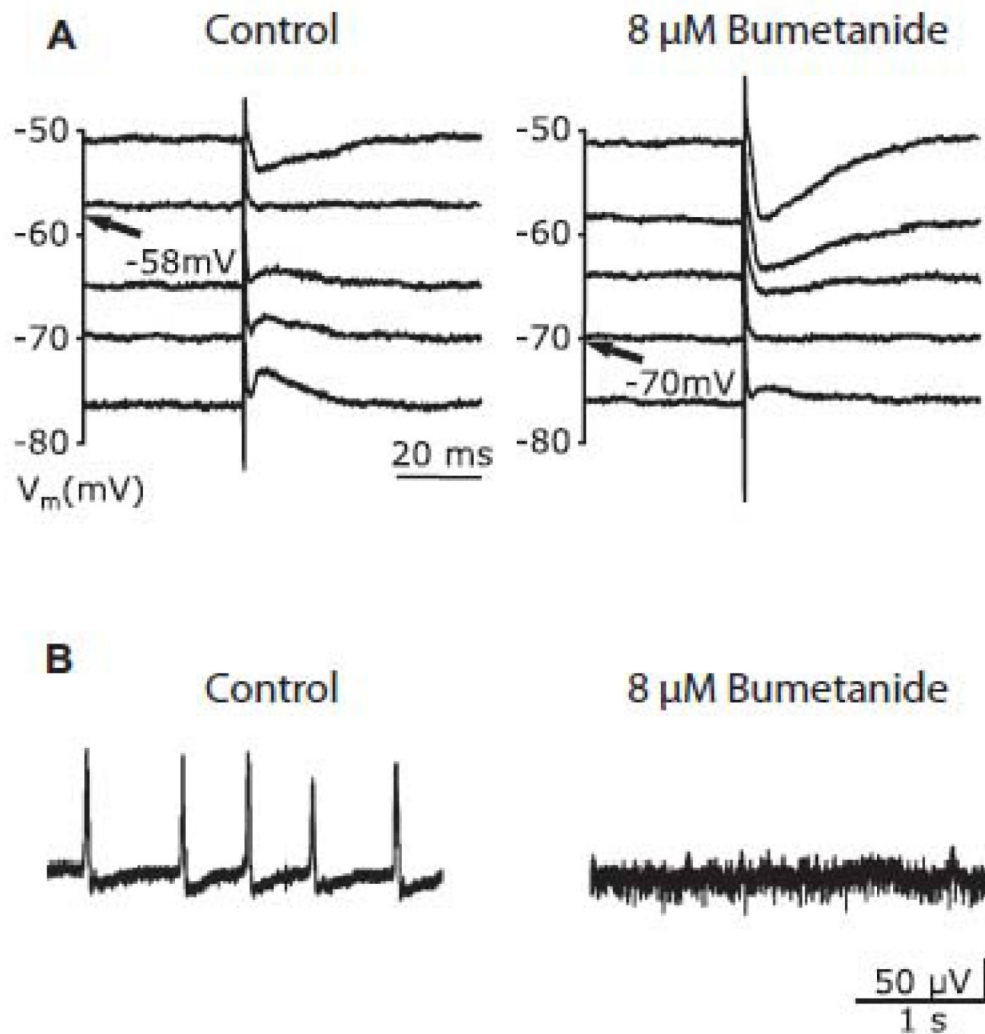 A
Control
8 µM Bumetanide
-50
-60
-58mV
-70
-80
20 ms
Vm(mV)
-50
-60
-70
-70mV
-80
B
Control
8 µM Bumetanide
50 µV
1 s